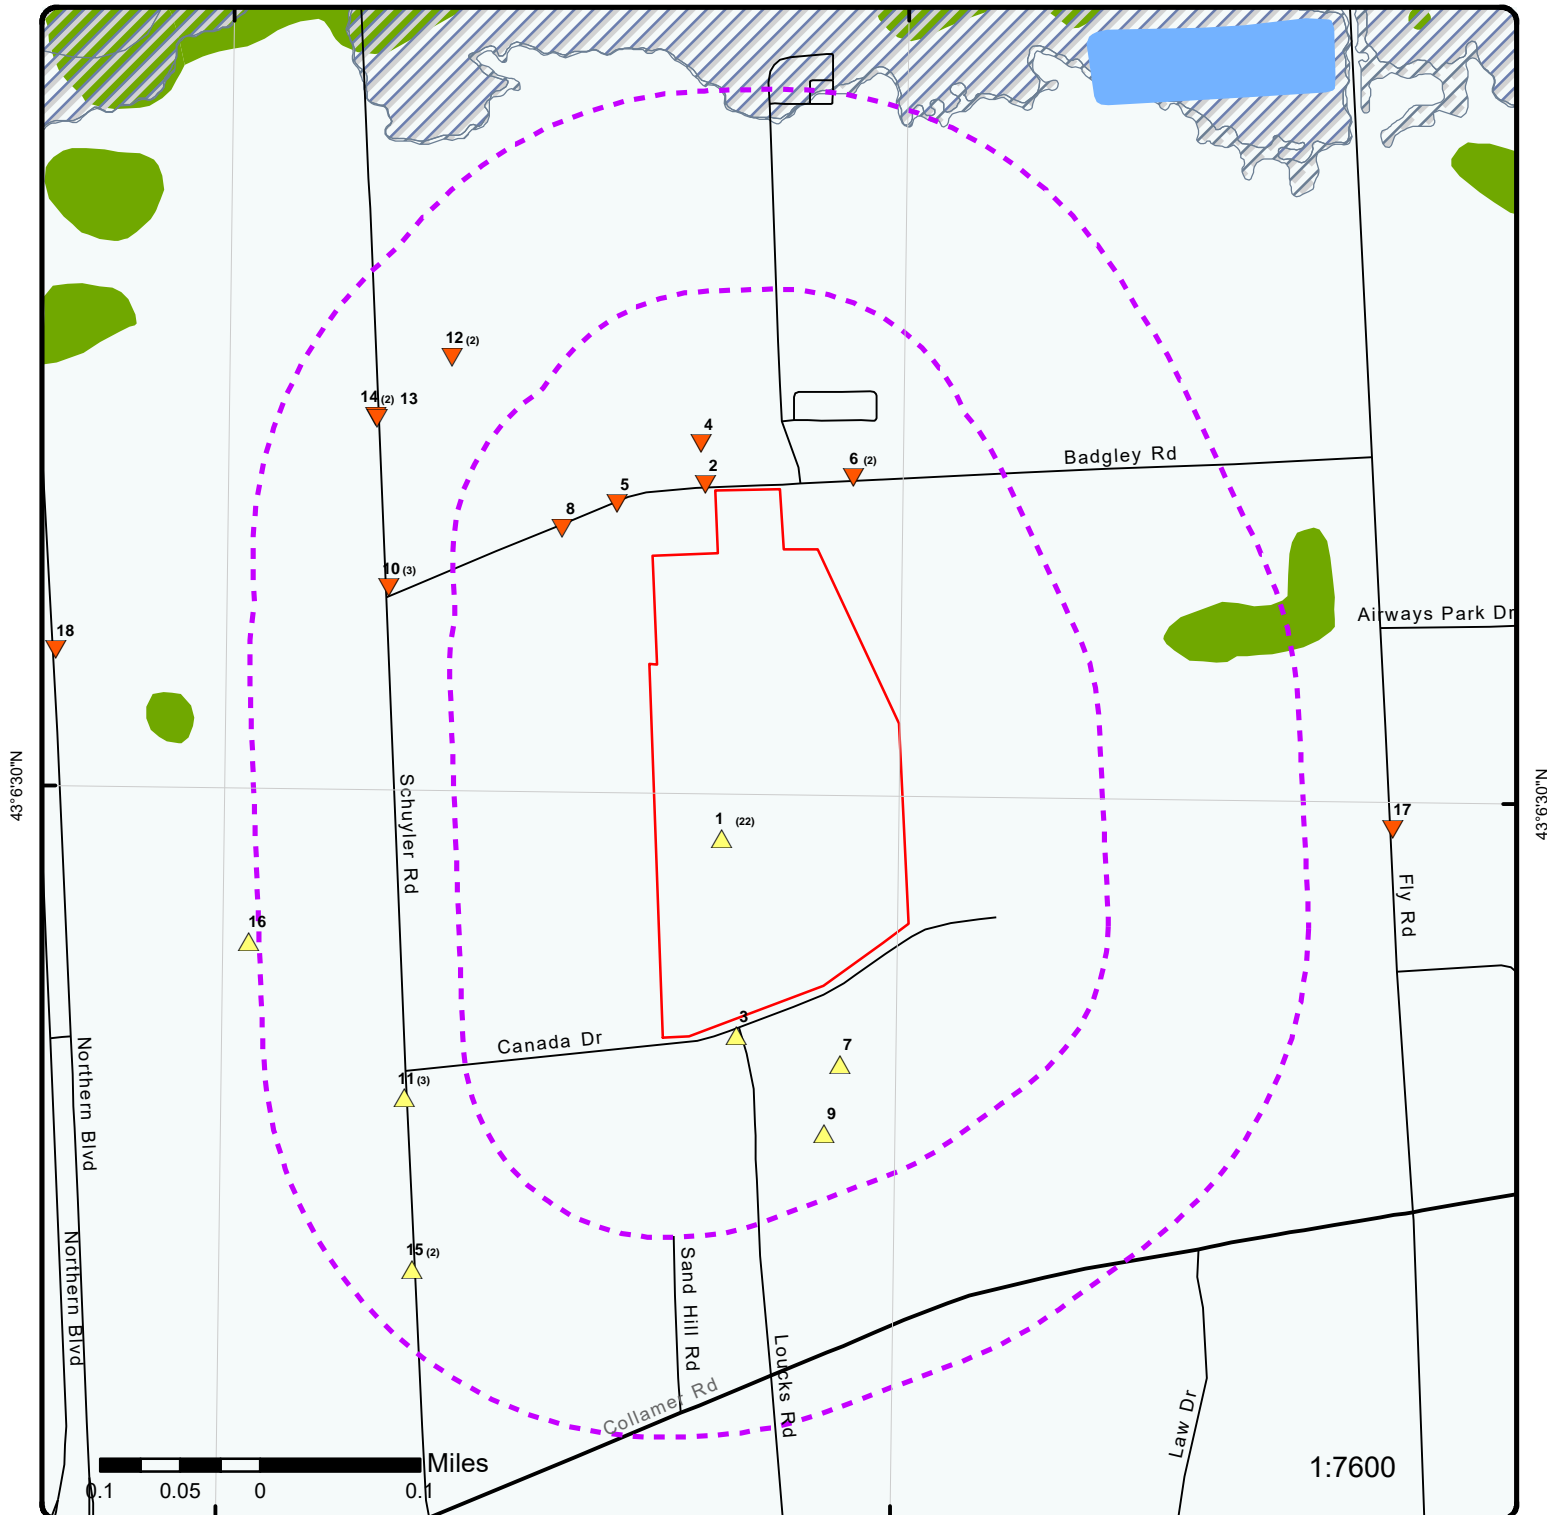 12 (2)
14 (2) 13
4
2
6 (2)
Badgley Rd
5
8
10 (3)
18
Airways Park Dr
43°6'30"N
43°6'30"N
Schuyler Rd
1 (22)
17
Fly Rd
16
3
Canada Dr
7
11 (3)
9
Northern Blvd
15 (2)
Northern Blvd
Sand Hill Rd
Loucks Rd
Collamer Rd
Law Dr
Miles
1:7600
0.1 0.05 0 0.1